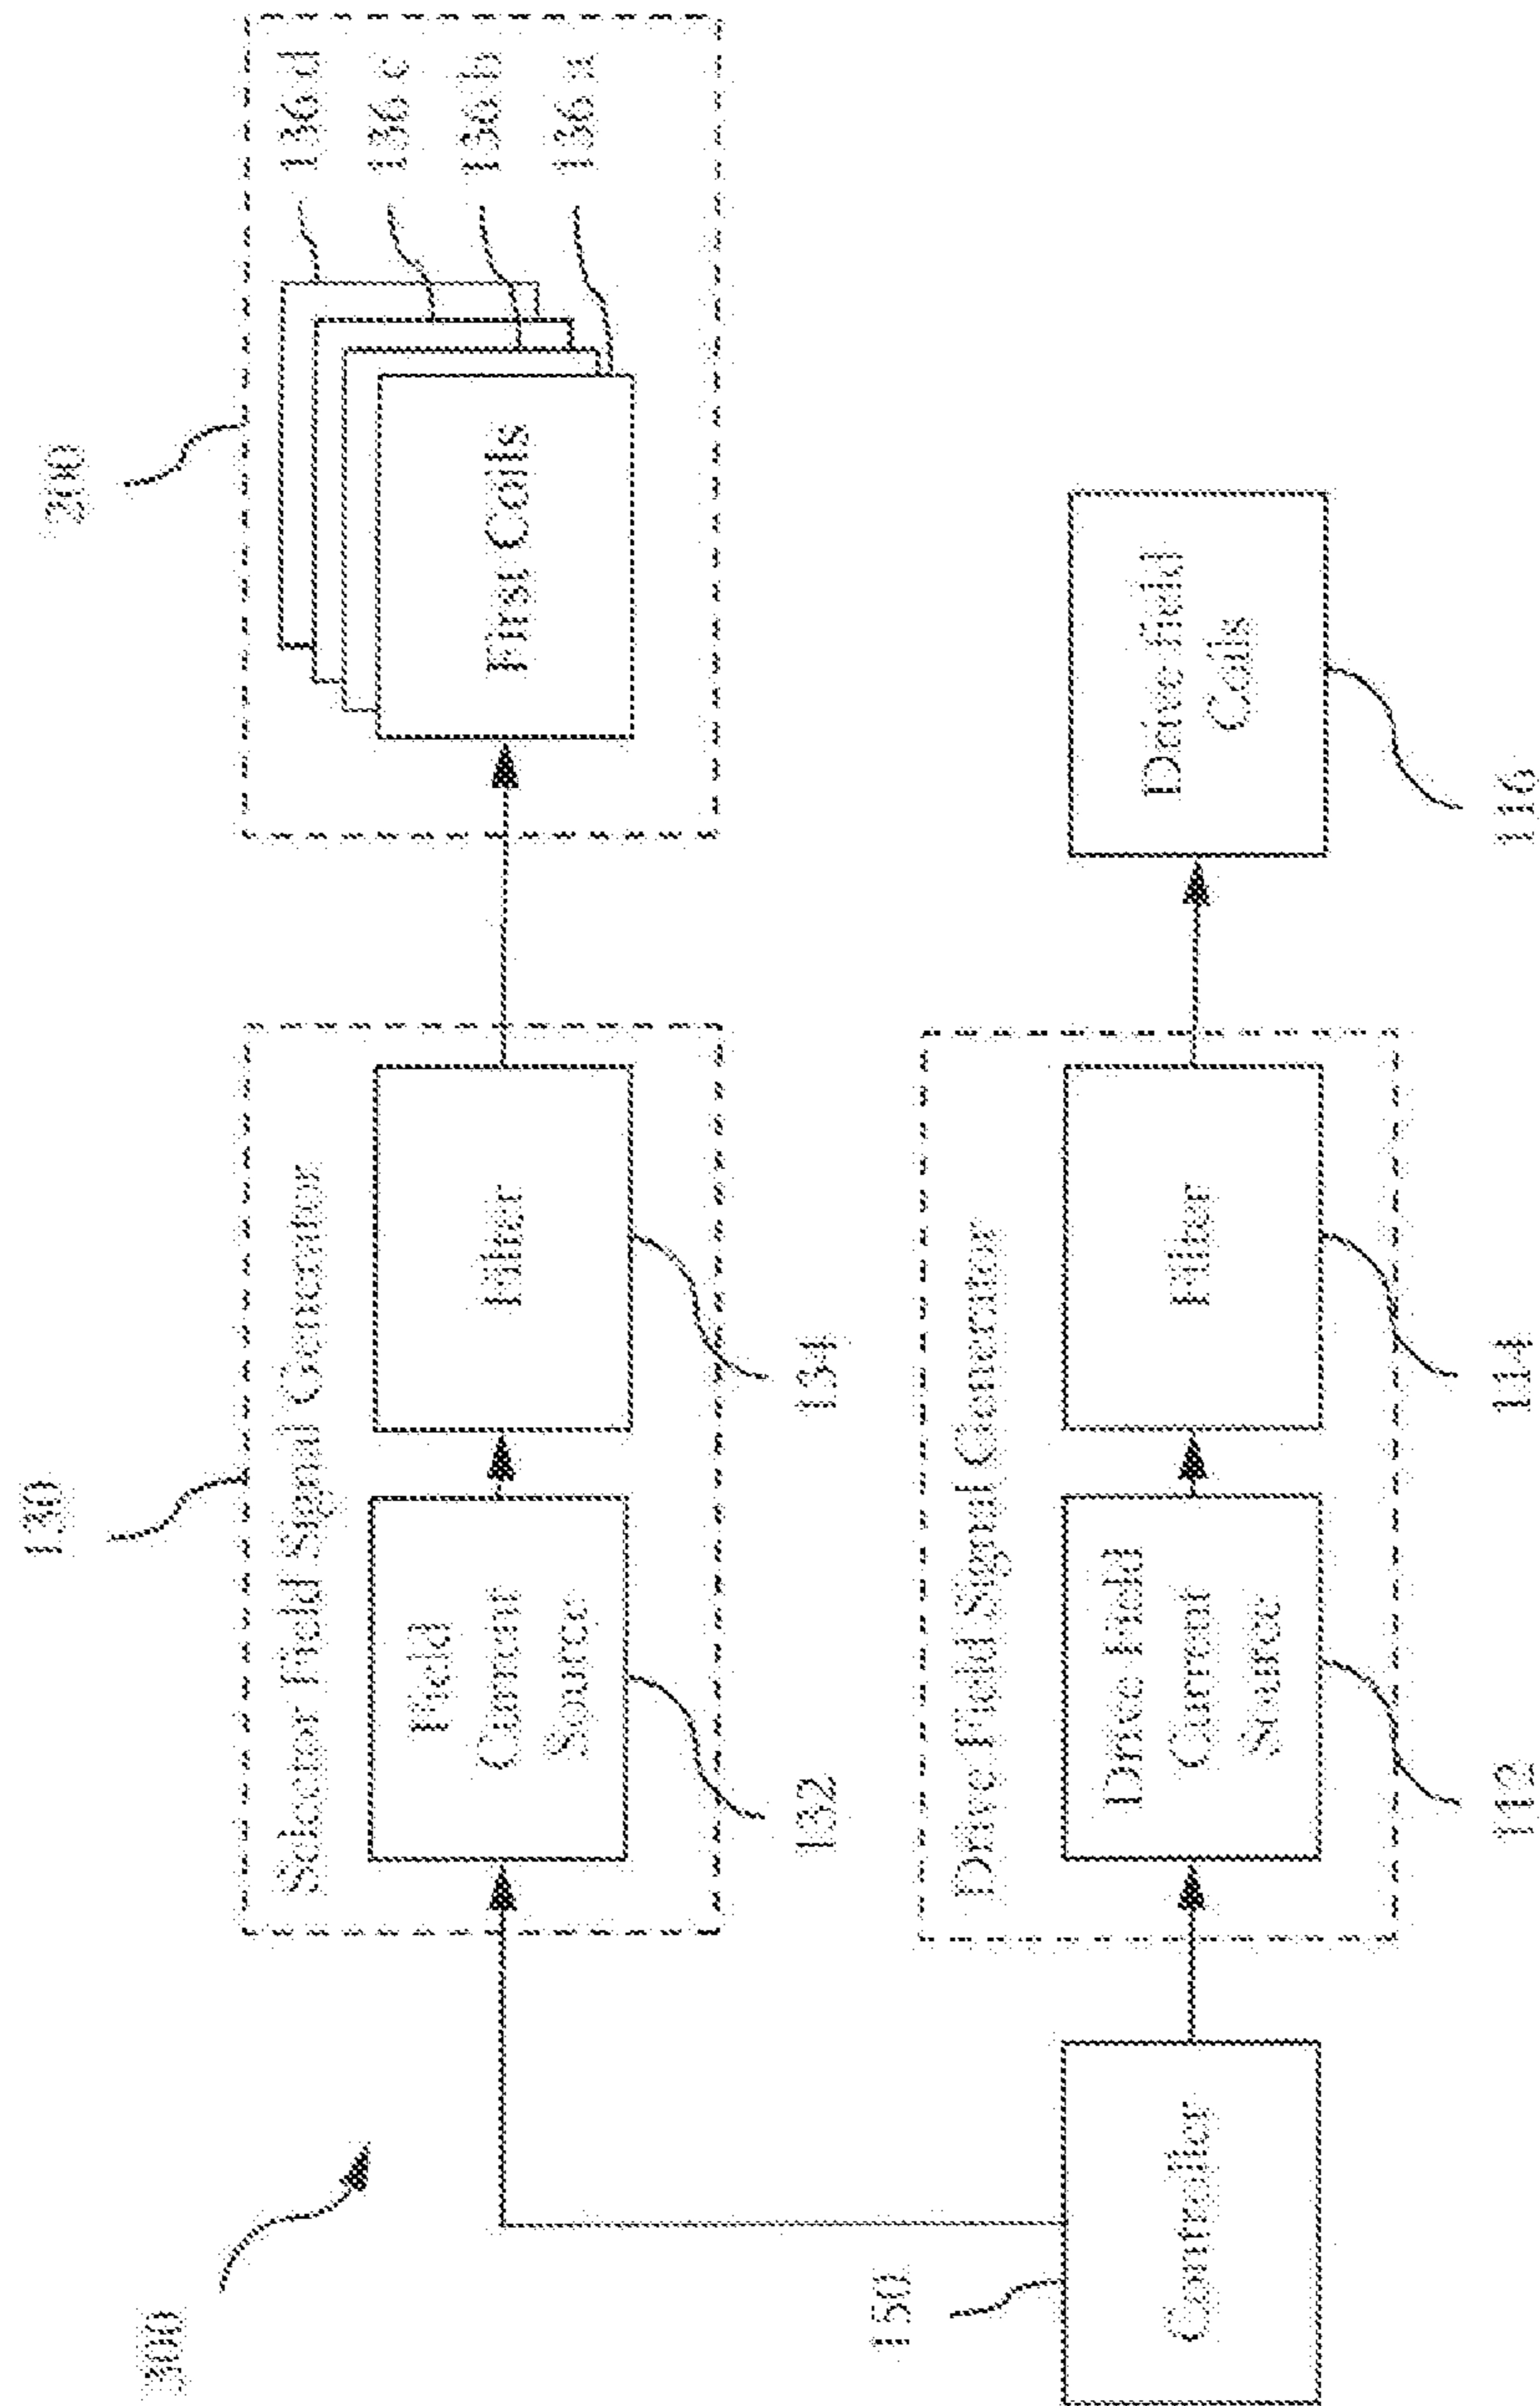 300
130
200
Selector Field Signal Generator
Field
Current
Source
132
Filter
134
First Coils
136 d
136 c
136 b
136 a
150
Controller
Drive Field Signal Generator
Drive Field
Current
Source
112
Filter
114
Drive Field
Coils
116